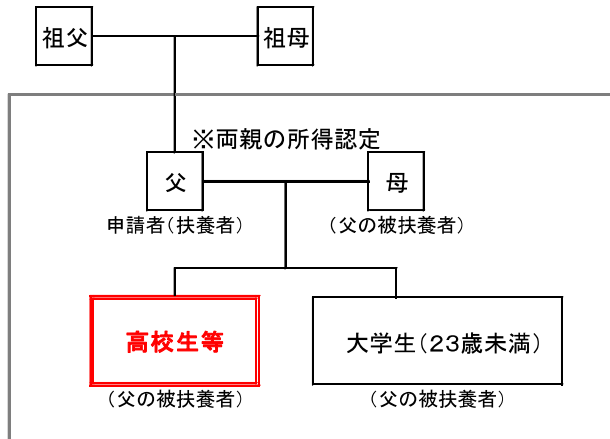 祖父
祖母
※両親の所得認定
父
母
申請者(扶養者)
(父の被扶養者)
高校生等
大学生(23歳未満)
(父の被扶養者)
(父の被扶養者)